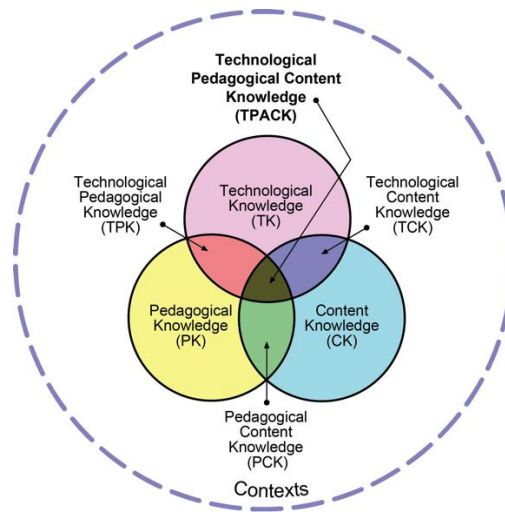 Technological
Pedagogical Content
Knowledge
(TPACK)
Technological
Pedagogical
Knowledge
(TPK)
Technological
Knowledge
(TK)
Technological
Content
Knowledge
(TCK)
Pedagogical
Knowledge
(PK)
Content
Knowledge
(CK)
Pedagogical
Content
Knowledge
(PCK)
Contexts